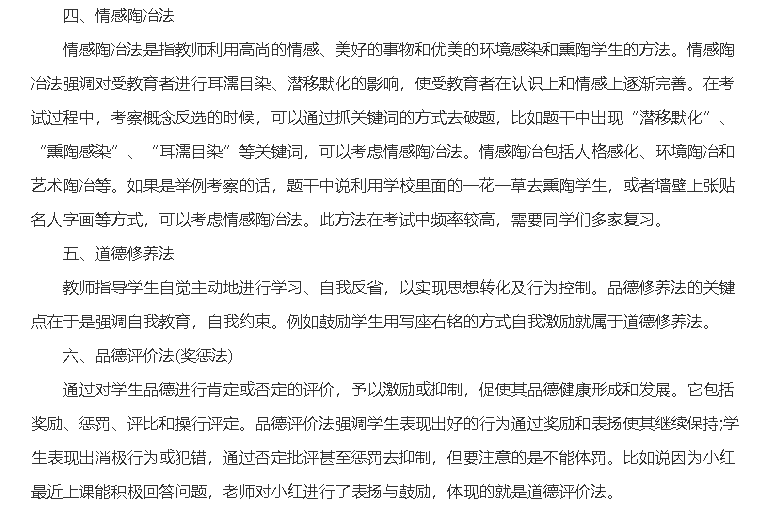 四、情感陶冶法
情感陶冶法是指教师利用高尚的情感、美好的事物和优美的环境感染和熏陶学生的方法。情感陶
冶法强调对受教育者进行耳濡目染、潜移默化的影响，使受教育者在认识上和情感上逐渐完善。在考
试过程中，考察概念反选的时候，可以通过抓关键词的方式去破题，比如题干中出现“潜移默化”、
“熏陶感染”、“耳濡目染”等关键词，可以考虑情感陶冶法。情感陶冶包括人格感化、环境陶冶和
艺术陶冶等。如果是举例考察的话，题干中说利用学校里面的一花一草去熏陶学生，或者墙壁上张贴
名人字画等方式，可以考虑情感陶冶法。此方法在考试中频率较高，需要同学们多家复习。
五、道德修养法
教师指导学生自觉主动地进行学习、自我反省，以实现思想转化及行为控制。品德修养法的关键
点在于是强调自我教育，自我约束。例如鼓励学生用写座右铭的方式自我激励就属于道德修养法。
六、品德评价法(奖惩法)
通过对学生品德进行肯定或否定的评价，予以激励或抑制，促使其品德健康形成和发展。它包括
奖励、惩罚、评比和操行评定。品德评价法强调学生表现出好的行为通过奖励和表扬使其继续保持;学
生表现出消极行为或犯错，通过否定批评甚至惩罚去抑制，但要注意的是不能体罚。比如说因为小红
最近上课能积极回答问题，老师对小红进行了表扬与鼓励，体现的就是道德评价法。